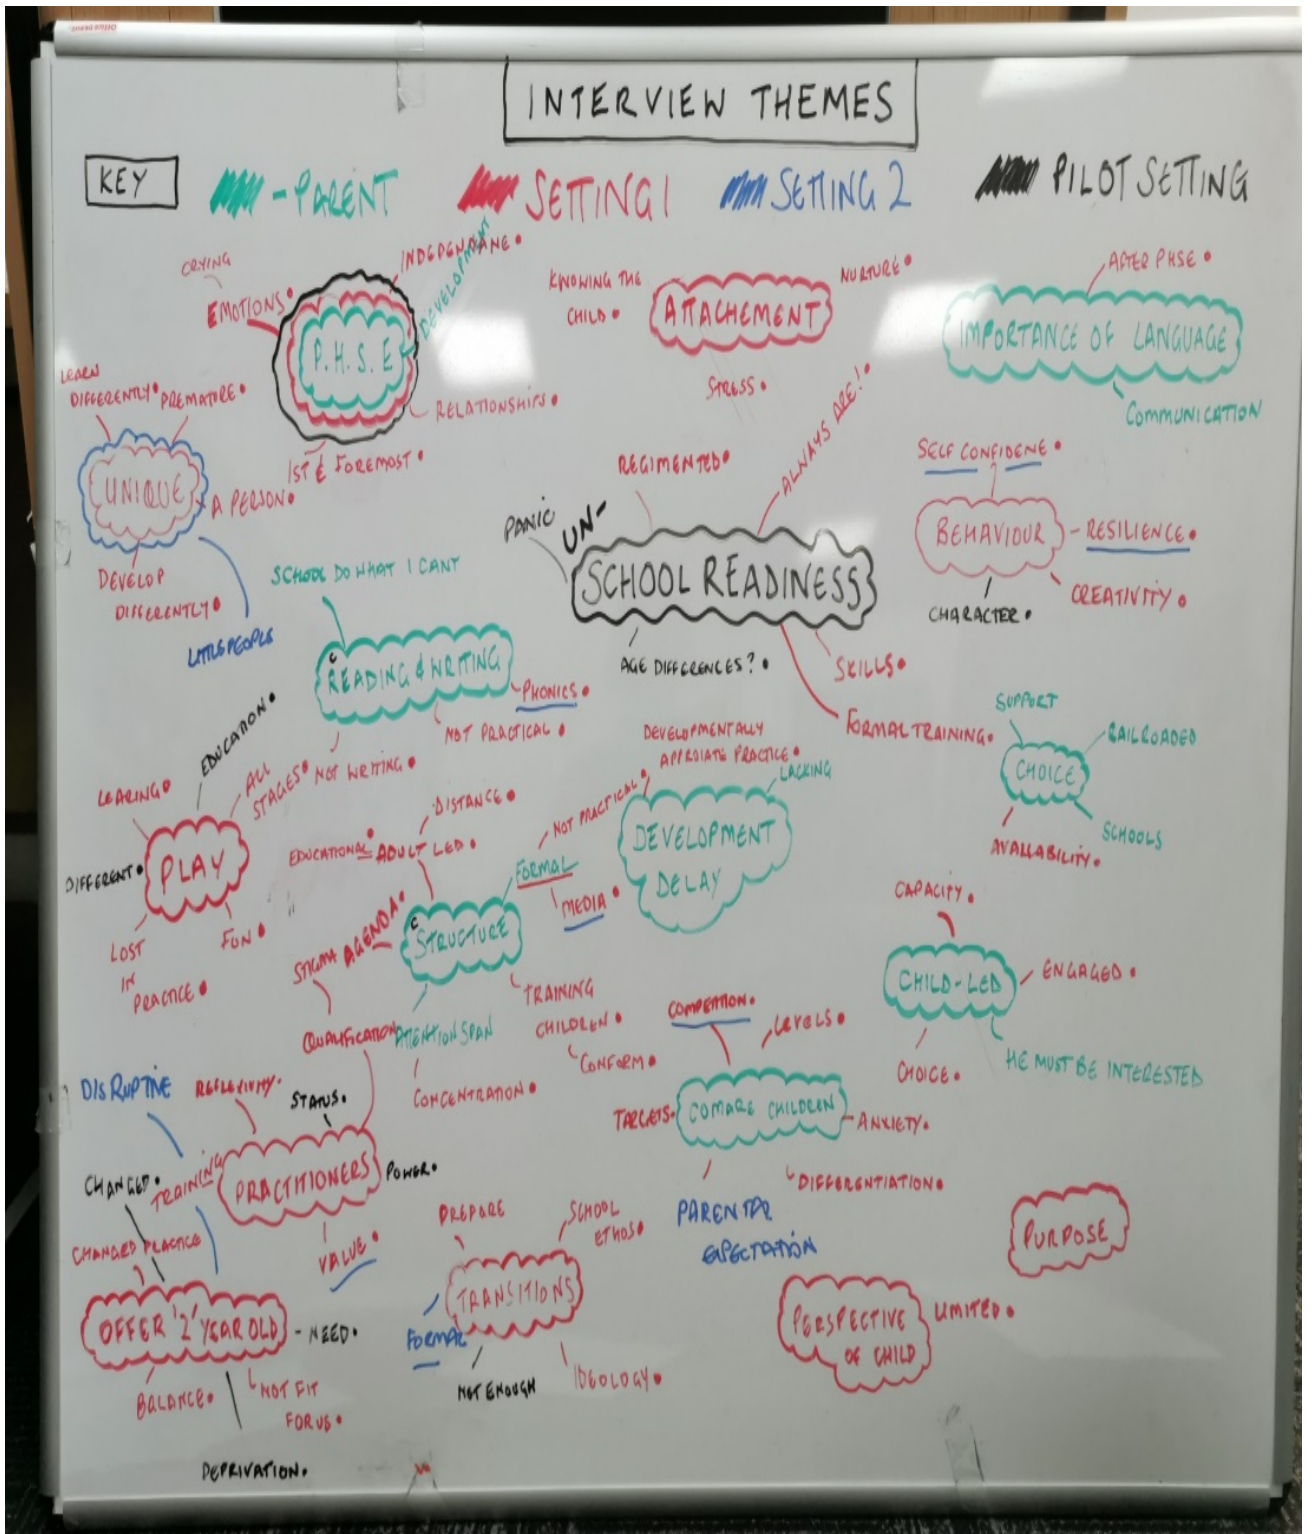 INTERVIEW THEMES
KEY
- PARENT
SETTING 1
SETTING 2
PILOT SETTING
CRYING
EMOTIONS
INDEPENDANE
DEVELOPMENT
P.H.S.E
RELATIONSHIPS
1ST & FOREMOST
KNOWING THE
CHILD
ATTACHEMENT
NURTURE
STRESS
AFTER PHSE
IMPORTANCE OF LANGUAGE
COMMUNICATION
LEARN
DIFFERENTLY
PREMATURE
UNIQUE
A PERSON
DEVELOP
DIFFERENTLY
LITTLE PEOPLE
REGIMENTED
ALWAYS ARE!
PANIC
UN-
SCHOOL READINESS
AGE DIFFERENCES?
SKILLS
FORMAL TRAINING
SELF CONFIDENE
BEHAVIOUR
- RESILIENCE
CREATIVITY
CHARACTER
SCHOOL DO WHAT I CANT
C
READING & WRITING
PHONICS
NOT PRACTICAL
NOT WRITING
SUPPORT
RAILROADED
CHOICE
SCHOOLS
AVAILABILITY
EDUCATION
LEARING
ALL
STAGES
PLAY
DIFFERENT
LOST
IN
PRACTICE
FUN
DEVELOPMENTALLY
APPROIATE PRACTICE
LACKING
DEVELOPMENT
DELAY
DISTANCE
EDUCATIONAL
ADULT LED
NOT PRACTICAL
FORMAL
MEDIA
STIGMA
AGENDA
C
STRUCTURE
TRAINING
CHILDREN
CONFORM
QUALIFICATION
ATTENTION SPAN
CONCENTRATION
CAPACITY
CHILD-LED
ENGAGED
CHOICE
HE MUST BE INTERESTED
COMPETION
LEVELS
TARGETS
COMARE CHILDREN
ANXIETY
DIFFERENTIATION
PARENTAL
EXPECTATION
DISRUPTIVE
REFLEXIVITY
STATUS
CHANGED
TRAINING
PRACTITIONERS
POWER
VALUE
CHANGED PRACTICE
OFFER '2' YEAR OLD
- NEED
BALANCE
NOT FIT
FOR US
DEPRIVATION
PREPARE
SCHOOL
ETHOS
TRANSITIONS
FORMAL
NOT ENOUGH
IDEOLOGY
PURPOSE
PERSPECTIVE
OF CHILD
LIMITED